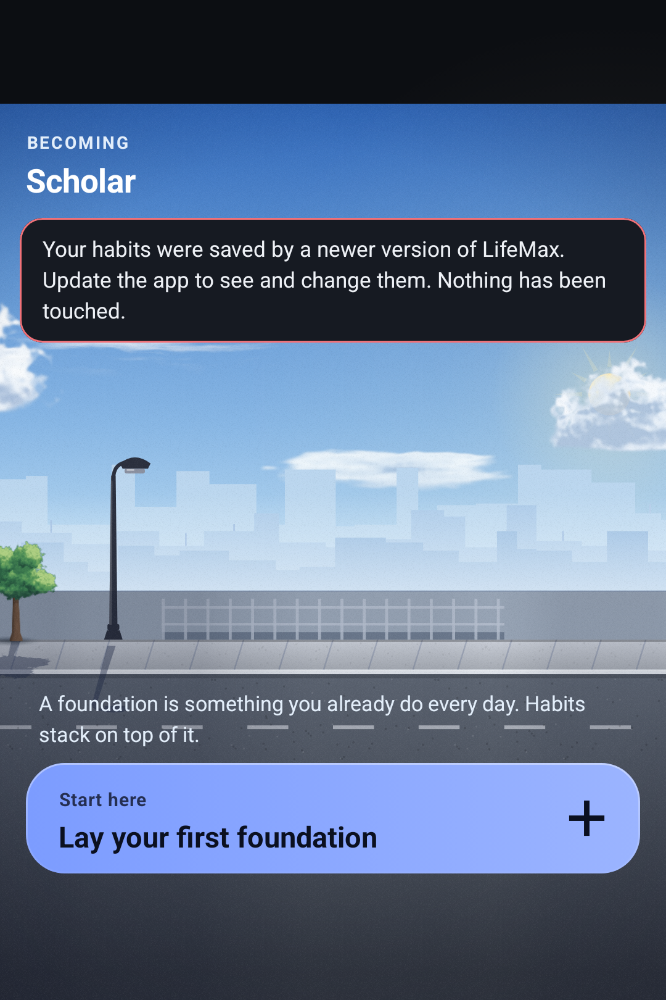 BECOMING
Scholar
Your habits were saved by a newer version of LifeMax.
Update the app to see and change them. Nothing has been
touched.
A foundation is something you already do every day. Habits
stack on top of it.
Start here
Lay your first foundation